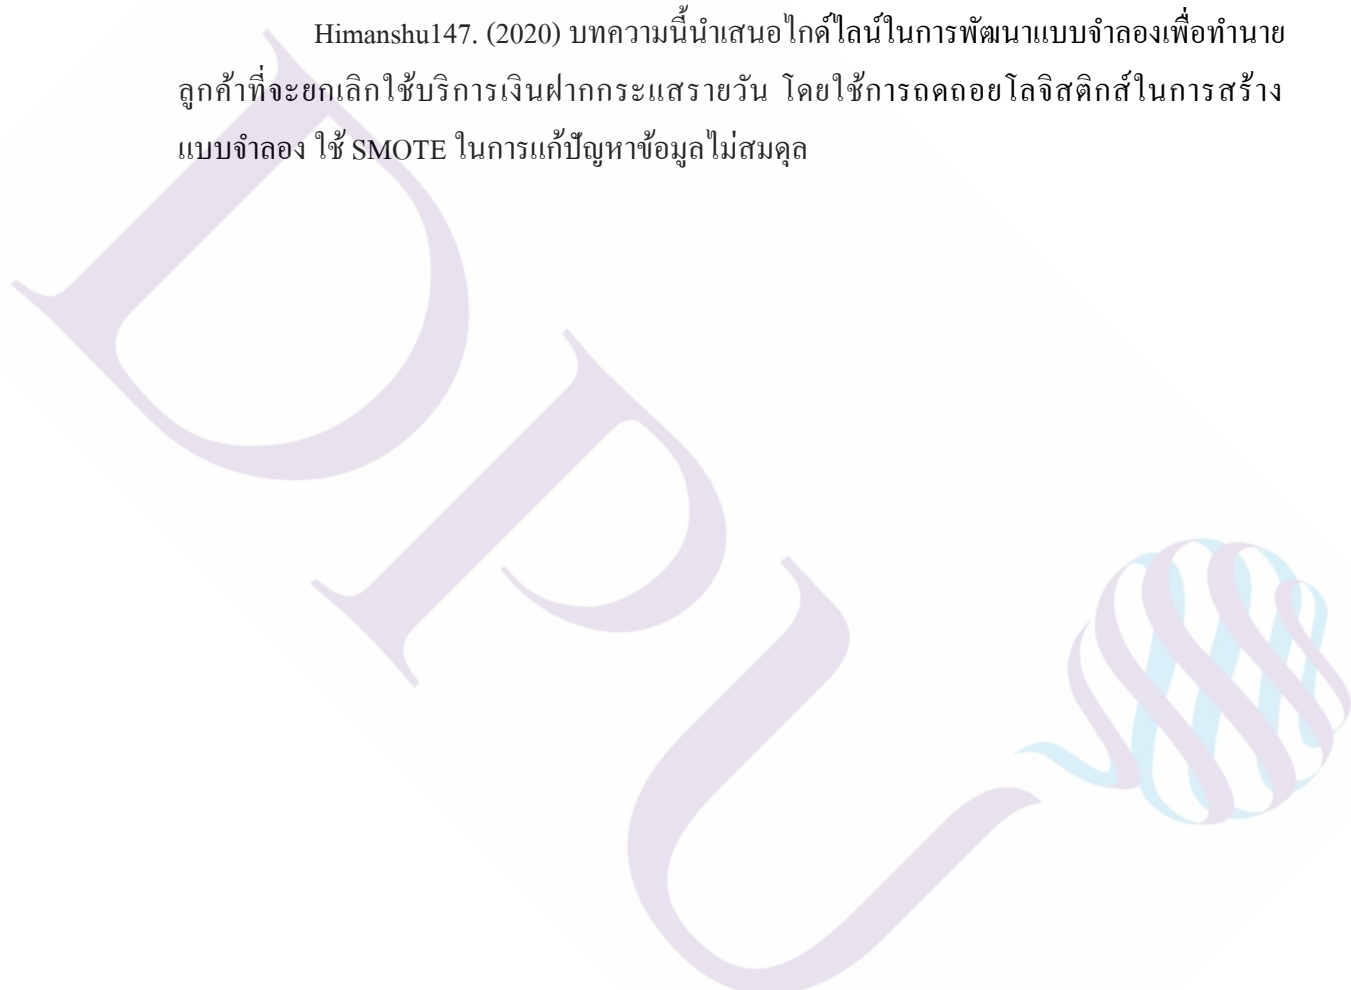 Himanshu147. (2020) บทความนี้นำเสนอไกด์ไลน์ในการพัฒนาแบบจำลองเพื่อทำนาย
ลูกค้าที่จะยกเลิกใช้บริการเงินฝากกระแสรายวัน โดยใช้การถดถอยโลจิสติกส์ในการสร้าง
แบบจำลอง ใช้ SMOTE ในการแก้ปัญหาข้อมูลไม่สมดุล
DPU